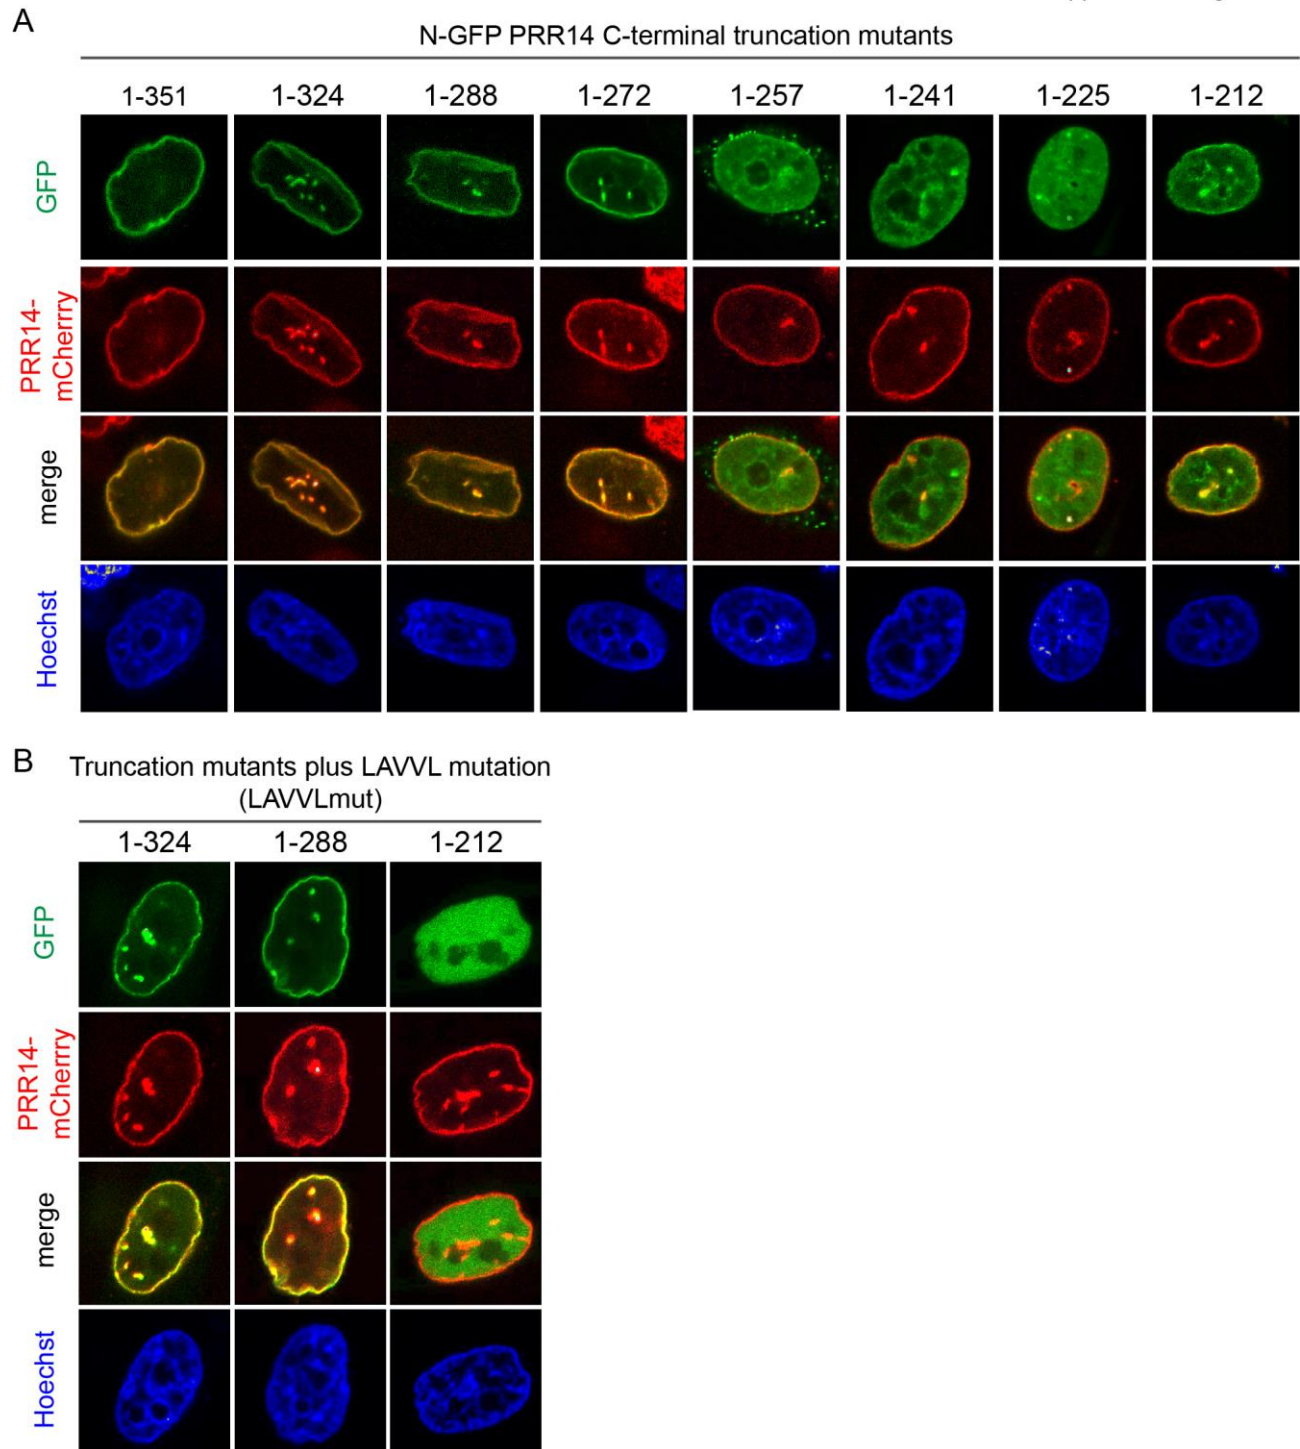 A
N-GFP PRR14 C-terminal truncation mutants
1-351 1-324 1-288 1-272 1-257 1-241 1-225 1-212
GFP
PRR14-
mCherrry
merge
Hoechst
B Truncation mutants plus LAVVL mutation
(LAVVLmut)
1-324 1-288 1-212
GFP
PRR14-
mCherrry
merge
Hoechst